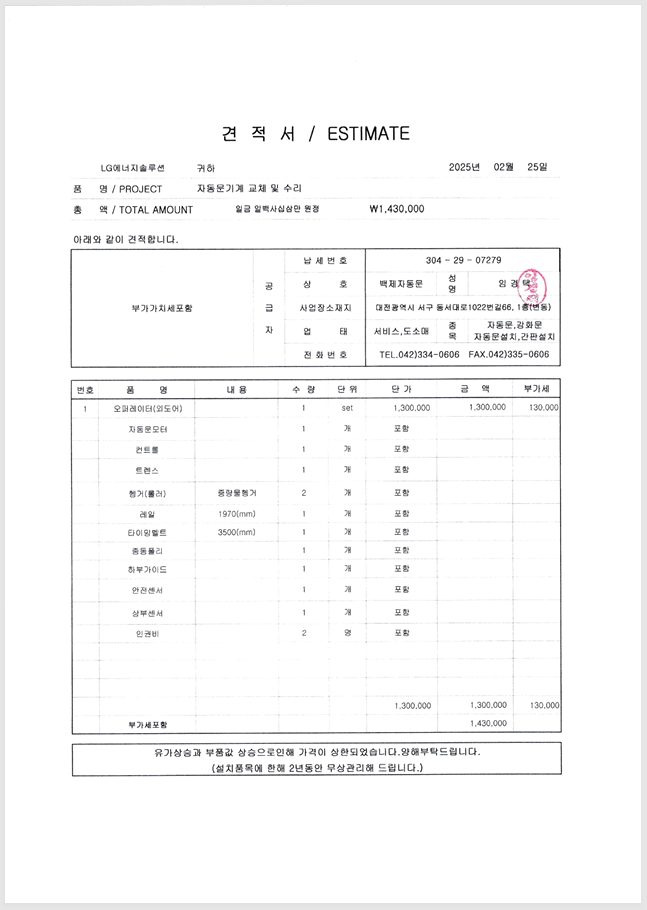 견 적 서 / ESTIMATE
LG에너지솔루션 귀하 2025년 02월 25일
품 명 / PROJECT 자동문기계 교체 및 수리
총 액 / TOTAL AMOUNT 일금 일백사십삼만 원정 ₩1,430,000
아래와 같이 견적합니다.
부가가치세포함
공 급 자
납 세 번 호 304 - 29 - 07279
상 호 백제자동문 성 명 임 경 택
사업장소재지 대전광역시 서구 동서대로1022번길66, 1층(변동)
업 태 서비스,도소매 종 목 자동문,강화문
자동문설치,간판설치
전 화 번 호 TEL.042)334-0606 FAX.042)335-0606
번호 품 명 내 용 수 량 단 위 단 가 금 액 부가세
1 오퍼레이터(외도어) 1 set 1,300,000 1,300,000 130,000
자동문모터 1 개 포함
컨트롤 1 개 포함
트렌스 1 개 포함
헹거(롤러) 중량물헹거 2 개 포함
레일 1970(mm) 1 개 포함
타이밍벨트 3500(mm) 1 개 포함
종동풀리 1 개 포함
하부가이드 1 개 포함
안전센서 1 개 포함
상부센서 1 개 포함
인권비 2 명 포함
1,300,000 1,300,000 130,000
부가세포함 1,430,000
유가상승과 부품값 상승으로인해 가격이 상한되었습니다.양해부탁드립니다.
(설치품목에 한해 2년동안 무상관리해 드립니다.)